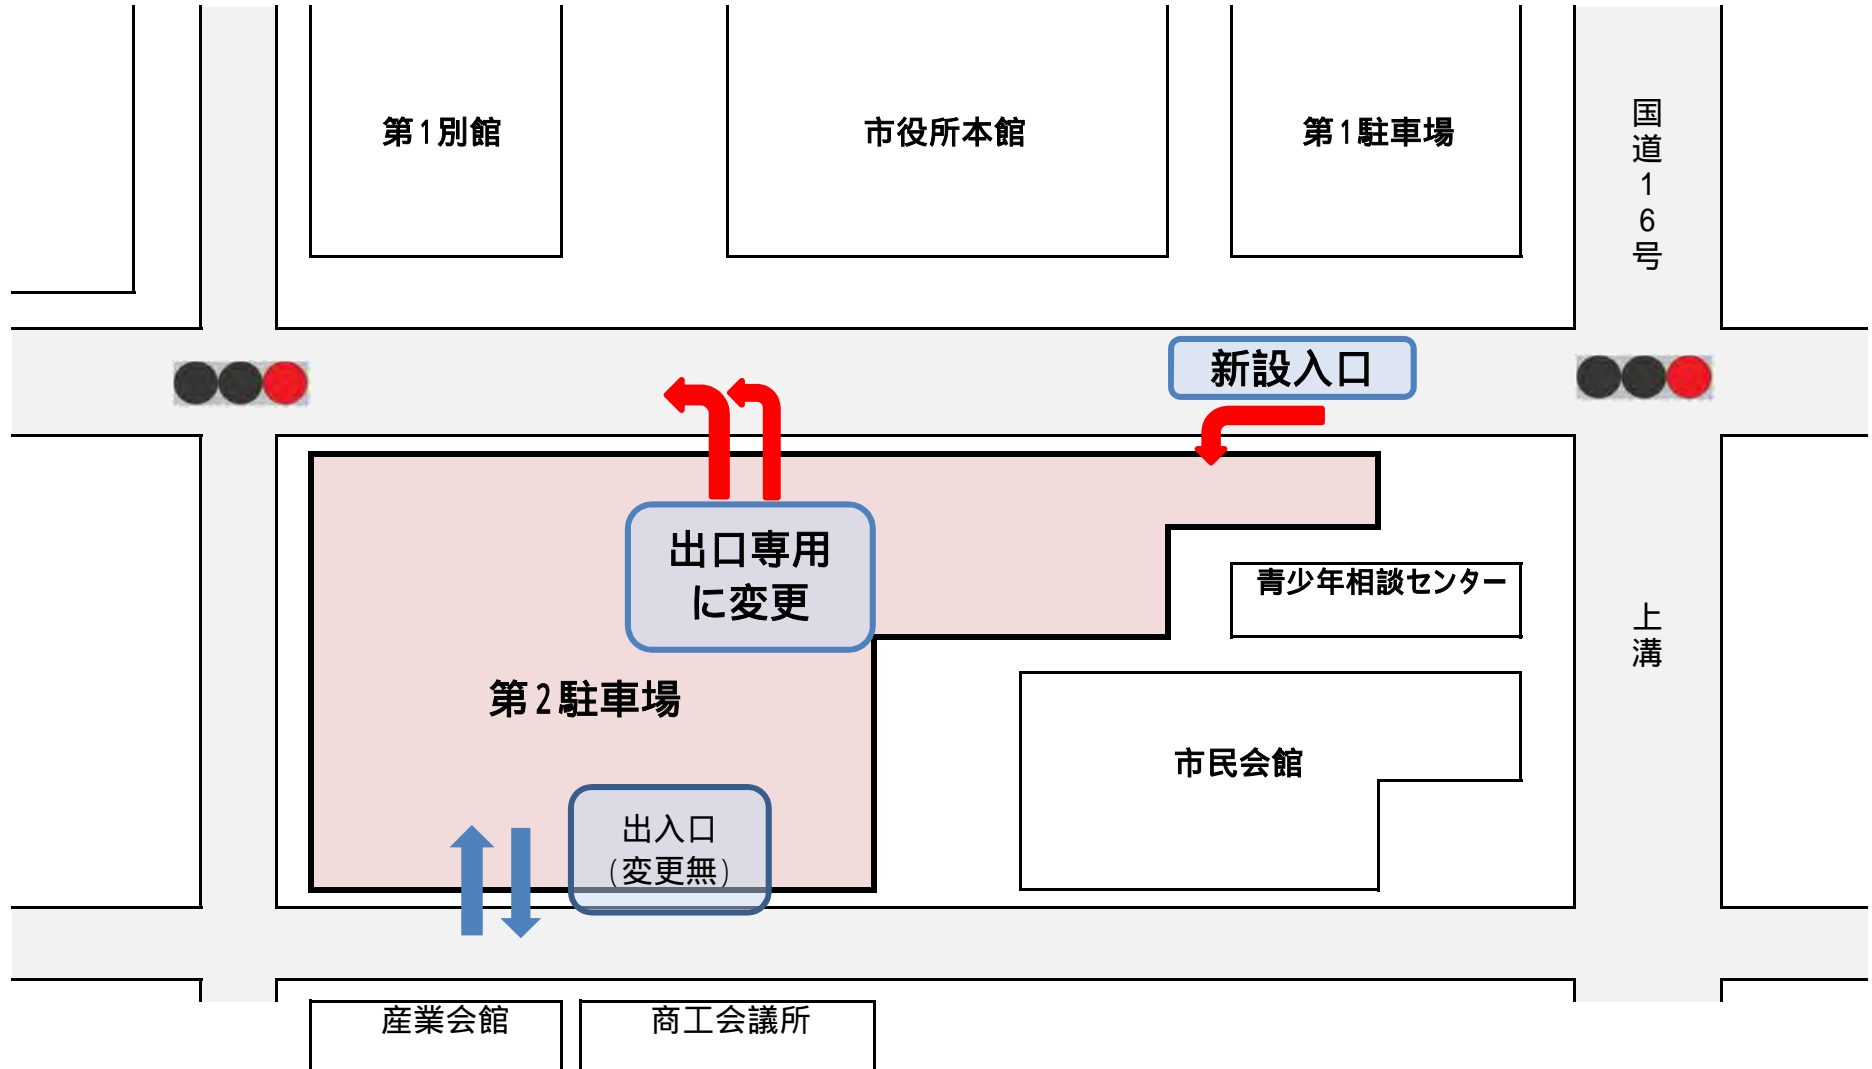 第1別館
市役所本館
第1駐車場
国道16号
新設入口
出口専用
に変更
青少年相談センター
上溝
第2駐車場
市民会館
出入口
(変更無)
産業会館
商工会議所